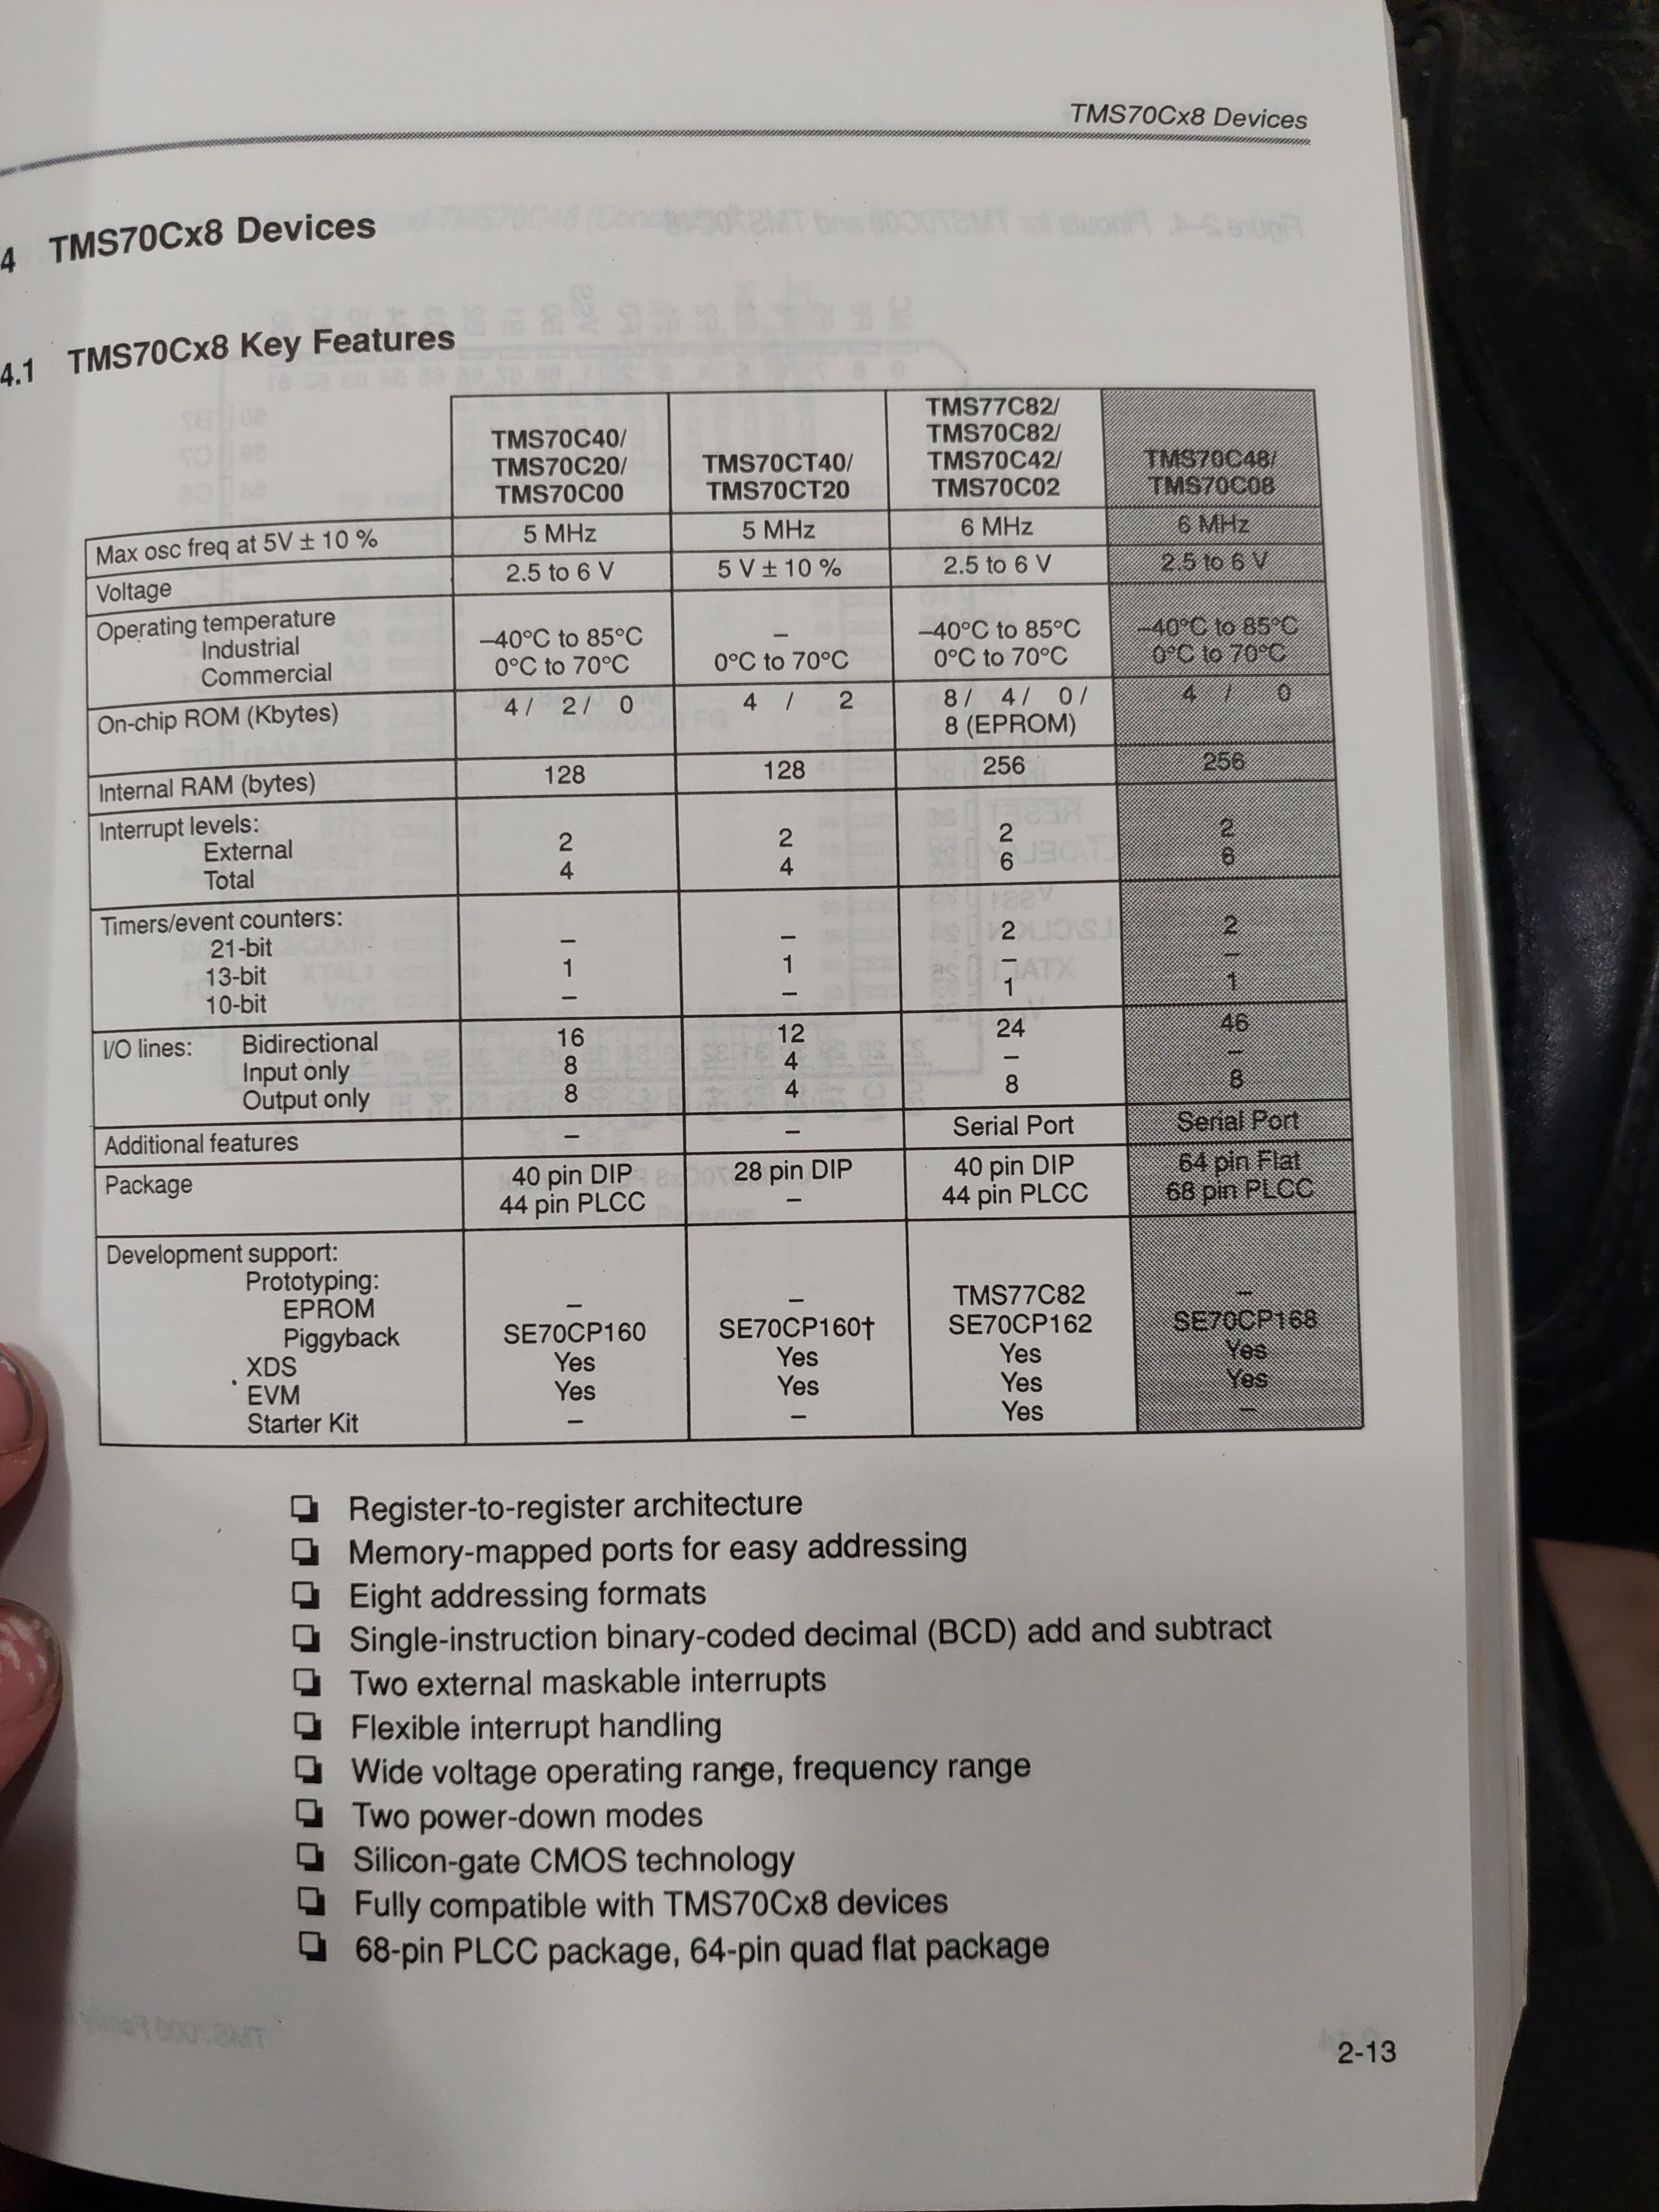 TMS70Cx8 Devices
4 TMS70Cx8 Devices
4.1 TMS70Cx8 Key Features
TMS70C40/ TMS70C20/ TMS70C00 TMS70CT40/ TMS70CT20 TMS77C82/ TMS70C82/ TMS70C42/ TMS70C02 TMS70C48/ TMS70C08
Max osc freq at 5V ± 10 % 5 MHz 5 MHz 6 MHz 6 MHz
Voltage 2.5 to 6 V 5 V ± 10 % 2.5 to 6 V 2.5 to 6 V
Operating temperature
Industrial –40°C to 85°C – –40°C to 85°C –40°C to 85°C
Commercial 0°C to 70°C 0°C to 70°C 0°C to 70°C 0°C to 70°C
On-chip ROM (Kbytes) 4 / 2 / 0 4 / 2 8 / 4 / 0 / 8 (EPROM) 4 / 0
Internal RAM (bytes) 128 128 256 256
Interrupt levels:
External 2 2 2 2
Total 4 4 6 6
Timers/event counters:
21-bit – – 2 2
13-bit 1 1 – –
10-bit – – 1 1
I/O lines: Bidirectional 16 12 24 46
Input only 8 4 – –
Output only 8 4 8 8
Additional features – – Serial Port Serial Port
Package 40 pin DIP 28 pin DIP 40 pin DIP 64 pin Flat
44 pin PLCC – 44 pin PLCC 68 pin PLCC
Development support:
Prototyping:
EPROM – – TMS77C82 –
Piggyback SE70CP160 SE70CP160† SE70CP162 SE70CP168
XDS Yes Yes Yes Yes
EVM Yes Yes Yes Yes
Starter Kit – – Yes –
❏ Register-to-register architecture
❏ Memory-mapped ports for easy addressing
❏ Eight addressing formats
❏ Single-instruction binary-coded decimal (BCD) add and subtract
❏ Two external maskable interrupts
❏ Flexible interrupt handling
❏ Wide voltage operating range, frequency range
❏ Two power-down modes
❏ Silicon-gate CMOS technology
❏ Fully compatible with TMS70Cx8 devices
❏ 68-pin PLCC package, 64-pin quad flat package
2-13